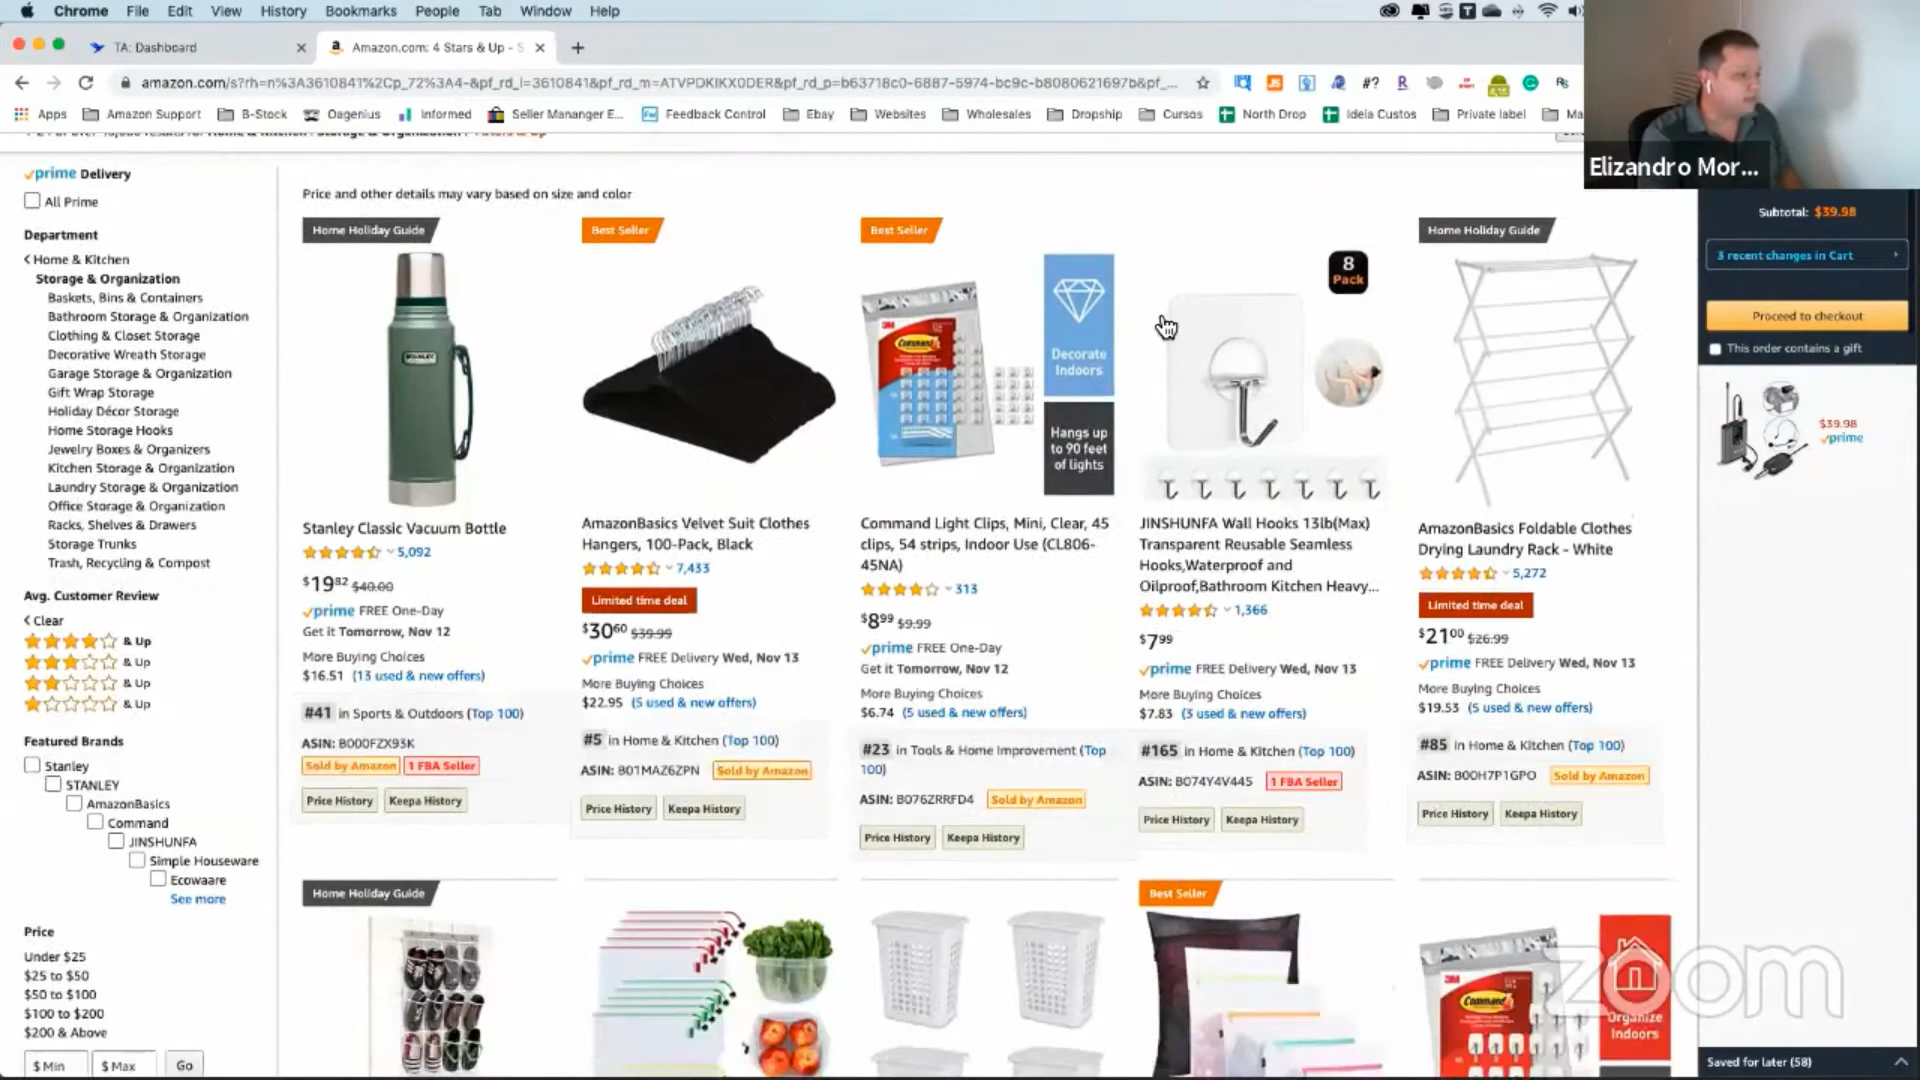 Chrome File Edit View History Bookmarks People Tab Window Help
TA: Dashboard
Amazon.com: 4 Stars & Up - S
amazon.com/s?rh=n%3A3610841%2Cp_72%3A4-&pf_rd_i=3610841&pf_rd_m=ATVPDKIKX0DER&pf_rd_p=b63718c0-6887-5974-bc9c-b8080621697b&pf_...
Apps Amazon Support B-Stock Oagenius Informed Seller Mananger E... Feedback Control Ebay Websites Wholesales Dropship Cursos North Drop Ideia Custos Private label Ma
Elizandro Mor...
prime Delivery
All Prime
Department
Home & Kitchen
Storage & Organization
Baskets, Bins & Containers
Bathroom Storage & Organization
Clothing & Closet Storage
Decorative Wreath Storage
Garage Storage & Organization
Gift Wrap Storage
Holiday Décor Storage
Home Storage Hooks
Jewelry Boxes & Organizers
Kitchen Storage & Organization
Laundry Storage & Organization
Office Storage & Organization
Racks, Shelves & Drawers
Storage Trunks
Trash, Recycling & Compost
Avg. Customer Review
Clear
& Up
& Up
& Up
& Up
Featured Brands
Stanley
STANLEY
AmazonBasics
Command
JINSHUNFA
Simple Houseware
Ecowaare
See more
Price
Under $25
$25 to $50
$50 to $100
$100 to $200
$200 & Above
$ Min $ Max Go
Price and other details may vary based on size and color
Home Holiday Guide
STANLEY
Stanley Classic Vacuum Bottle
5,092
$19.82 $40.00
prime FREE One-Day
Get it Tomorrow, Nov 12
More Buying Choices
$16.51 (13 used & new offers)
#41 in Sports & Outdoors (Top 100)
ASIN: B000FZX93K
Sold by Amazon 1 FBA Seller
Price History Keepa History
Best Seller
AmazonBasics Velvet Suit Clothes
Hangers, 100-Pack, Black
7,433
Limited time deal
$30.60 $39.99
prime FREE Delivery Wed, Nov 13
More Buying Choices
$22.95 (5 used & new offers)
#5 in Home & Kitchen (Top 100)
ASIN: B01MAZ6ZPN Sold by Amazon
Price History Keepa History
Best Seller
3M
Command
Decorate
Indoors
Hangs up
to 90 feet
of lights
Command Light Clips, Mini, Clear, 45
clips, 54 strips, Indoor Use (CL806-
45NA)
313
$8.99 $9.99
prime FREE One-Day
Get it Tomorrow, Nov 12
More Buying Choices
$6.74 (5 used & new offers)
#23 in Tools & Home Improvement (Top
100)
ASIN: B076ZRRFD4 Sold by Amazon
Price History Keepa History
8
Pack
JINSHUNFA Wall Hooks 13lb(Max)
Transparent Reusable Seamless
Hooks,Waterproof and
Oilproof,Bathroom Kitchen Heavy...
1,366
$7.99
prime FREE Delivery Wed, Nov 13
More Buying Choices
$7.83 (3 used & new offers)
#165 in Home & Kitchen (Top 100)
ASIN: B074Y4V445 1 FBA Seller
Price History Keepa History
Home Holiday Guide
AmazonBasics Foldable Clothes
Drying Laundry Rack - White
5,272
Limited time deal
$21.00 $26.99
prime FREE Delivery Wed, Nov 13
More Buying Choices
$19.53 (5 used & new offers)
#85 in Home & Kitchen (Top 100)
ASIN: B00H7P1GPO Sold by Amazon
Price History Keepa History
Home Holiday Guide
Best Seller
3M
Command
Organize
Indoors
zoom
Subtotal: $39.98
3 recent changes in Cart
Proceed to checkout
This order contains a gift
$39.98
prime
Saved for later (58)